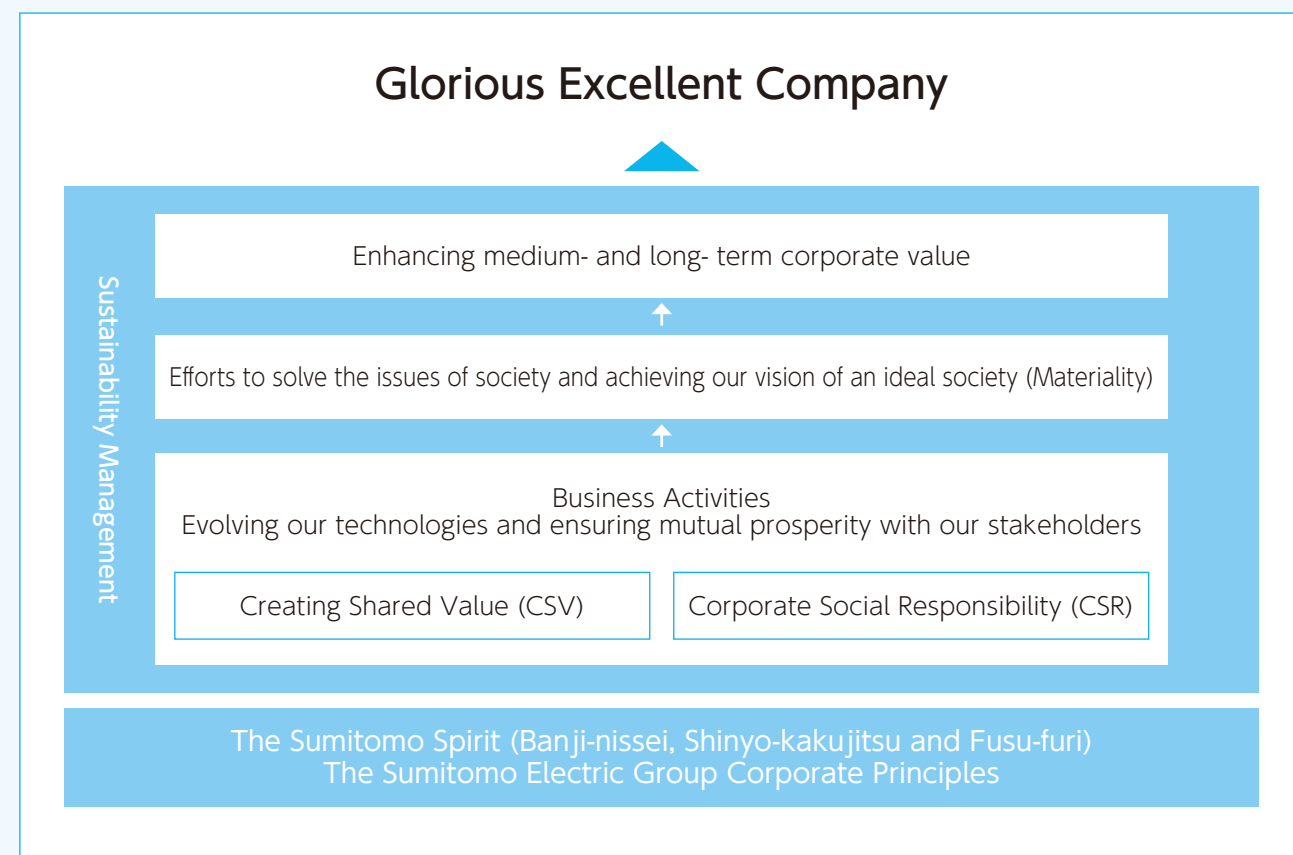 Glorious Excellent Company
Sustainability Management
Enhancing medium- and long- term corporate value
Efforts to solve the issues of society and achieving our vision of an ideal society (Materiality)
Business Activities
Evolving our technologies and ensuring mutual prosperity with our stakeholders
Creating Shared Value (CSV)
Corporate Social Responsibility (CSR)
The Sumitomo Spirit (Banji-nissei, Shinyo-kakujitsu and Fusu-furi)
The Sumitomo Electric Group Corporate Principles